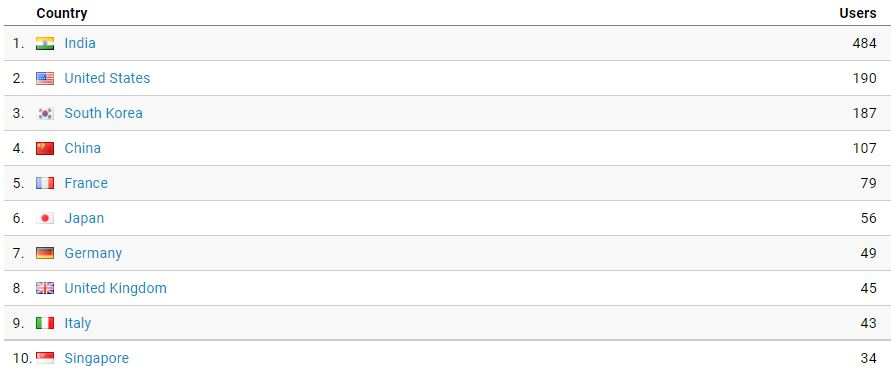 Country Users
1. India 484
2. United States 190
3. South Korea 187
4. China 107
5. France 79
6. Japan 56
7. Germany 49
8. United Kingdom 45
9. Italy 43
10. Singapore 34